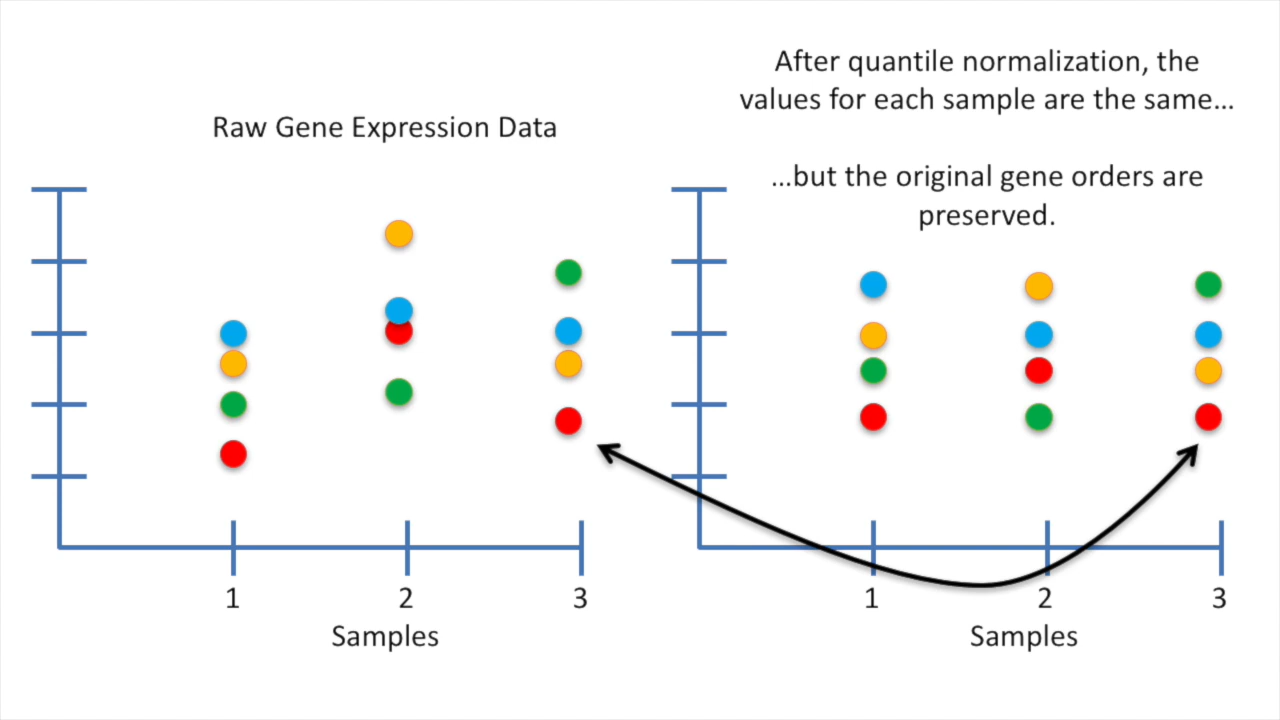 After quantile normalization, the
values for each sample are the same…
Raw Gene Expression Data
…but the original gene orders are
preserved.
1 2 3
Samples
1 2 3
Samples